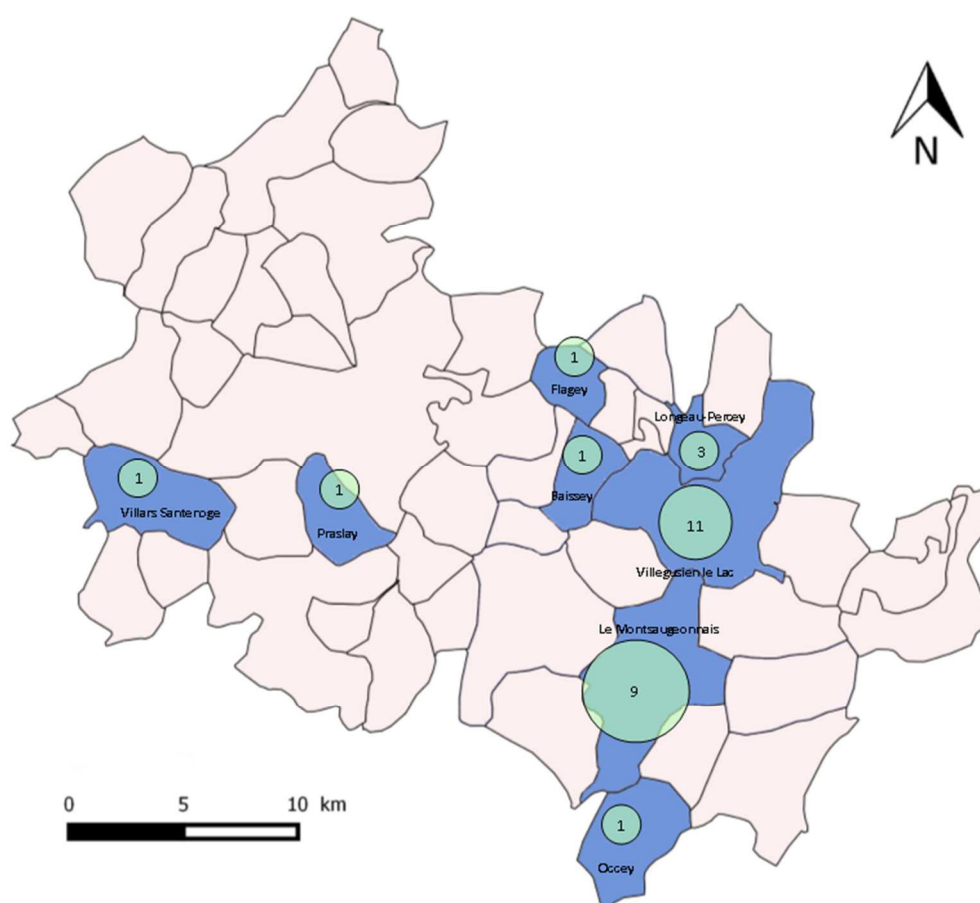 N
1
Flagey
Longeau-Percey
3
1
Baissey
1
Villars Santenoge
1
Praslay
11
Villegusien le Lac
Le Montsaugeonnais
9
0 5 10 km
1
Occey